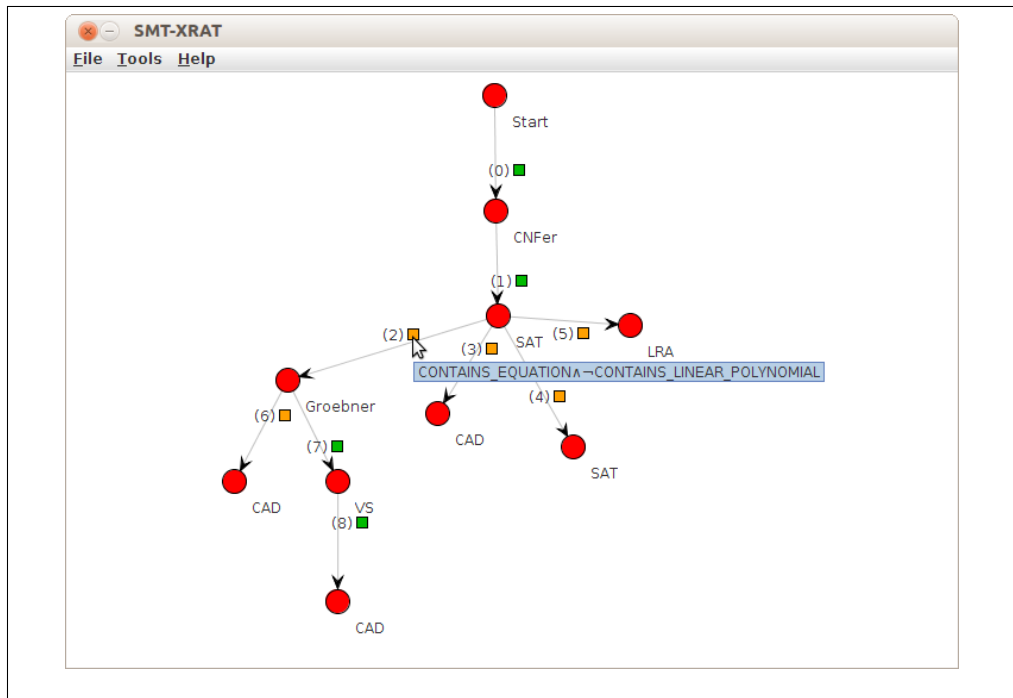 SMT-XRAT
File Tools Help
Start
(0)
CNFer
(1)
SAT
(2)
(3)
(5)
LRA
CONTAINS_EQUATION∧¬CONTAINS_LINEAR_POLYNOMIAL
Groebner
(4)
(6)
CAD
(7)
SAT
CAD
VS
(8)
CAD